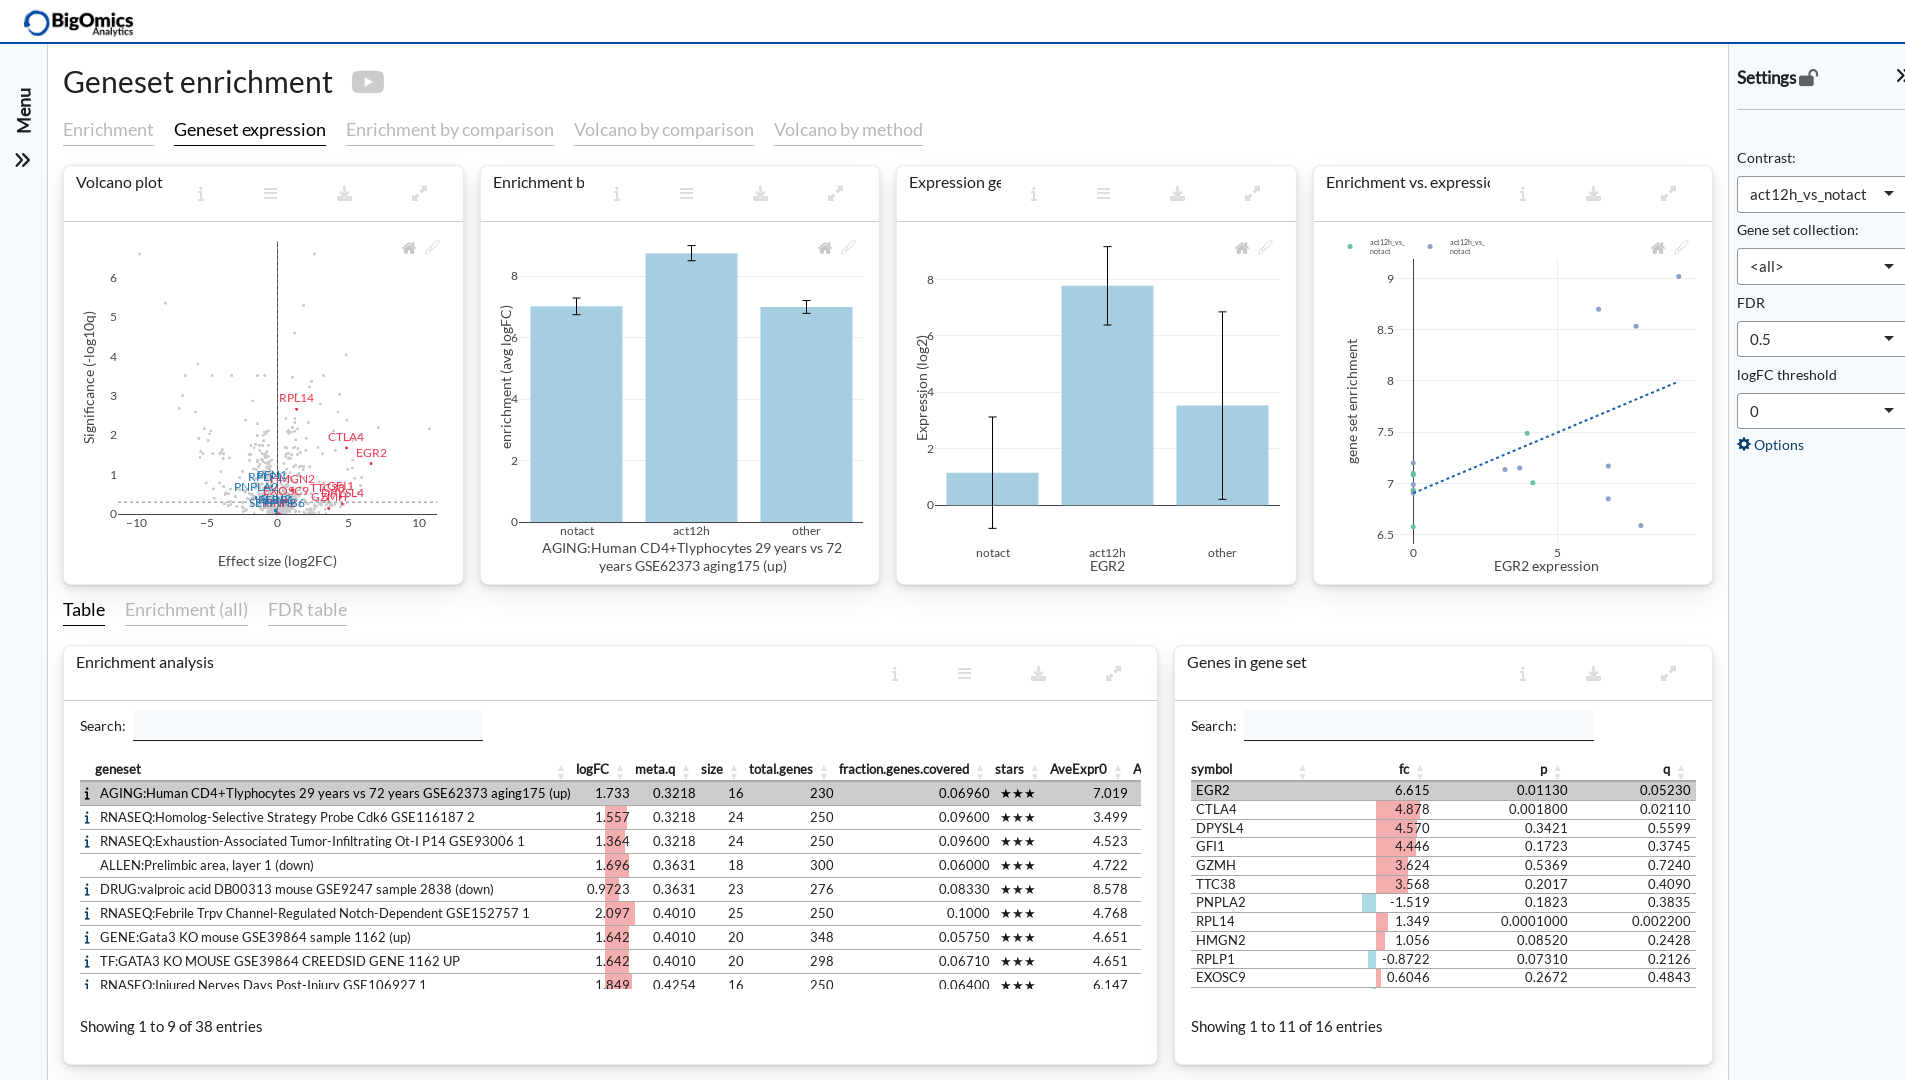 BigOmics
Analytics
Menu
Geneset enrichment
Enrichment Geneset expression Enrichment by comparison Volcano by comparison Volcano by method
Volcano plot
Significance (-log10q)
6
5
4
3
2
1
0
RPL14
CTLA4
EGR2
−10 −5 0 5 10
Effect size (log2FC)
Enrichment b
enrichment (avg logFC)
8
6
4
2
0
notact act12h other
AGING:Human CD4+Tlyphocytes 29 years vs 72
years GSE62373 aging175 (up)
Expression ge
Expression (log2)
8
6
4
2
0
notact act12h other
EGR2
Enrichment vs. expressio
act12h_vs_
notact
act12h_vs_
notact
gene set enrichment
9
8.5
8
7.5
7
6.5
0 5
EGR2 expression
Table Enrichment (all) FDR table
Enrichment analysis
Search:
geneset logFC meta.q size total.genes fraction.genes.covered stars AveExpr0 A
AGING:Human CD4+Tlyphocytes 29 years vs 72 years GSE62373 aging175 (up) 1.733 0.3218 16 230 0.06960 ★★★ 7.019
RNASEQ:Homolog-Selective Strategy Probe Cdk6 GSE116187 2 1.557 0.3218 24 250 0.09600 ★★★ 3.499
RNASEQ:Exhaustion-Associated Tumor-Infiltrating Ot-I P14 GSE93006 1 1.364 0.3218 24 250 0.09600 ★★★ 4.523
ALLEN:Prelimbic area, layer 1 (down) 1.696 0.3631 18 300 0.06000 ★★★ 4.722
DRUG:valproic acid DB00313 mouse GSE9247 sample 2838 (down) 0.9723 0.3631 23 276 0.08330 ★★★ 8.578
RNASEQ:Febrile Trpv Channel-Regulated Notch-Dependent GSE152757 1 2.097 0.4010 25 250 0.1000 ★★★ 4.768
GENE:Gata3 KO mouse GSE39864 sample 1162 (up) 1.642 0.4010 20 348 0.05750 ★★★ 4.651
TF:GATA3 KO MOUSE GSE39864 CREEDSID GENE 1162 UP 1.642 0.4010 20 298 0.06710 ★★★ 4.651
RNASEQ:Injured Nerves Days Post-Injury GSE106927 1 1.849 0.4254 16 250 0.06400 ★★★ 6.147
Showing 1 to 9 of 38 entries
Genes in gene set
Search:
symbol fc p q
EGR2 6.615 0.01130 0.05230
CTLA4 4.878 0.001800 0.02110
DPYSL4 4.570 0.3421 0.5599
GFI1 4.446 0.1723 0.3745
GZMH 3.624 0.5369 0.7240
TTC38 3.568 0.2017 0.4090
PNPLA2 -1.519 0.1823 0.3835
RPL14 1.349 0.0001000 0.002200
HMGN2 1.056 0.08520 0.2428
RPLP1 -0.8722 0.07310 0.2126
EXOSC9 0.6046 0.2672 0.4843
Showing 1 to 11 of 16 entries
Settings
Contrast:
act12h_vs_notact
Gene set collection:
<all>
FDR
0.5
logFC threshold
0
Options